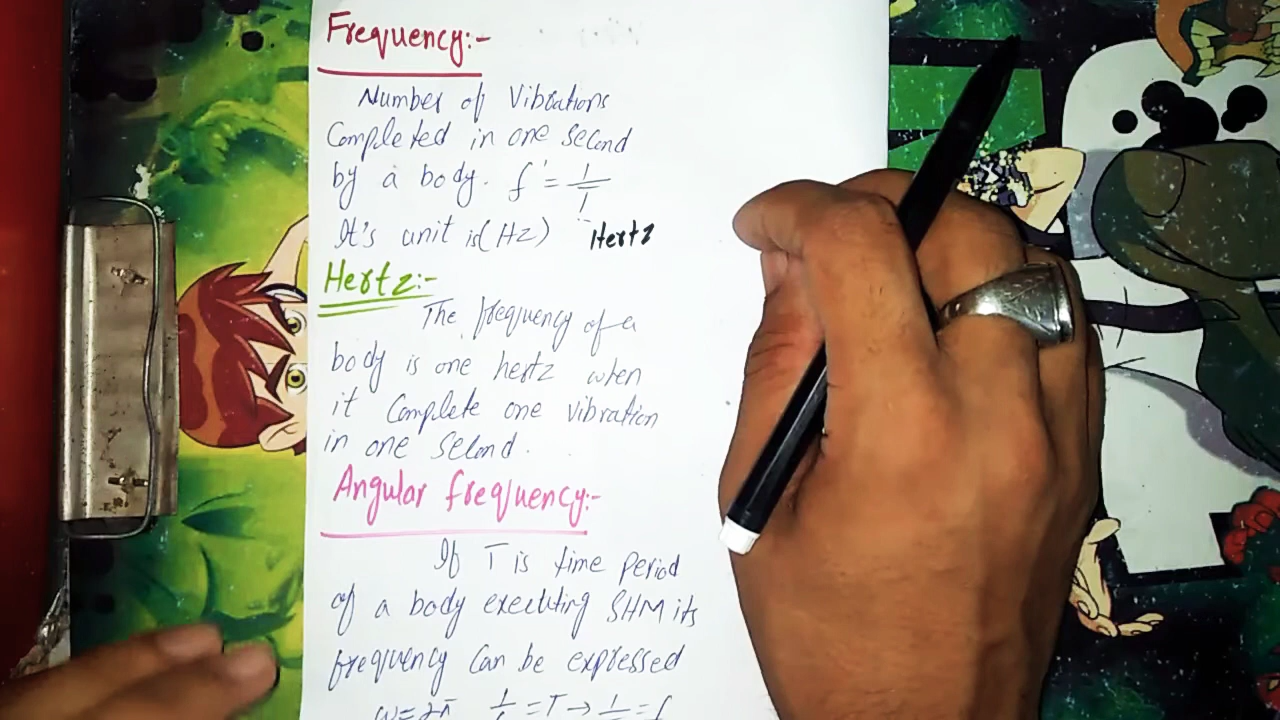 Frequency:-
Number of Vibrations
Completed in one second
by a body. f = 1/T
It's unit is (Hz) Hertz
Hertz:-
The frequency of a
body is one hertz when
it Complete one vibration
in one second.
Angular frequency:-
If T is time period
of a body executing SHM its
frequency Can be expressed